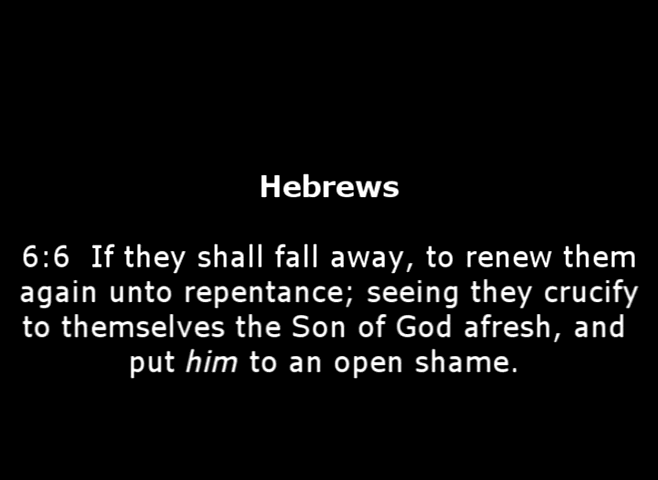 Hebrews
6:6 If they shall fall away, to renew them
again unto repentance; seeing they crucify
to themselves the Son of God afresh, and
put him to an open shame.